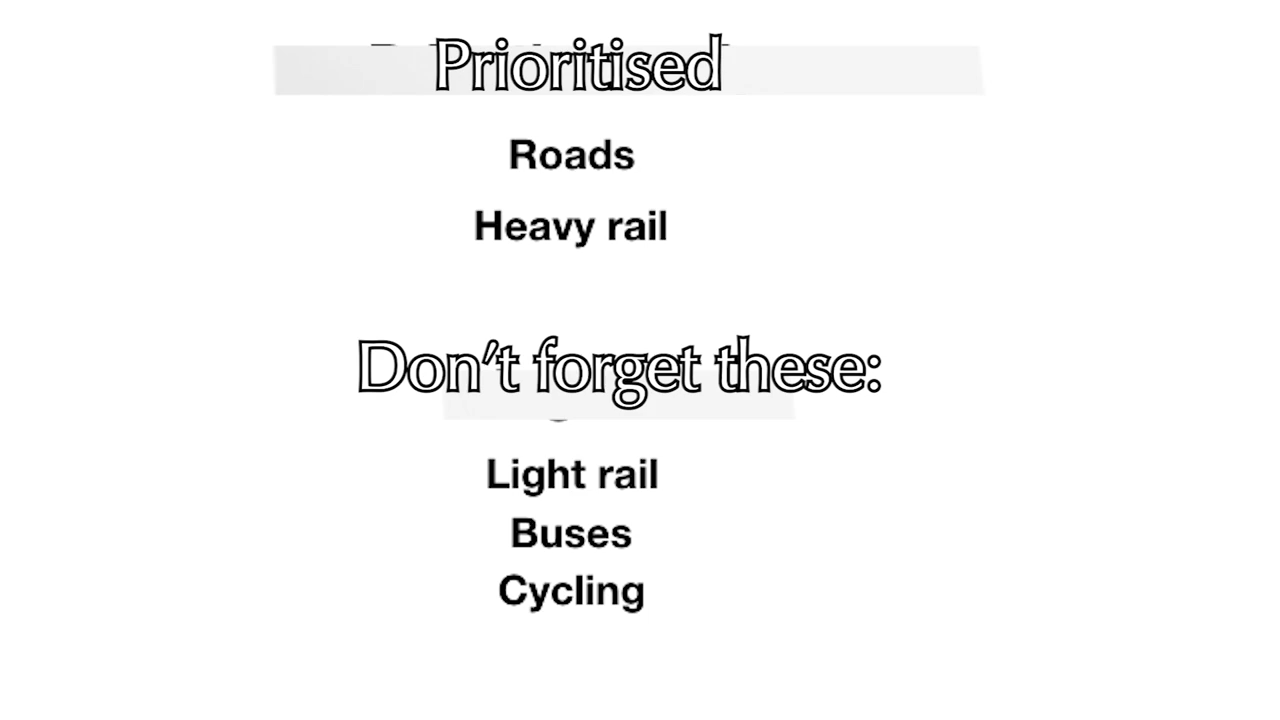 Prioritised
Roads
Heavy rail
Don't forget these:
Light rail
Buses
Cycling